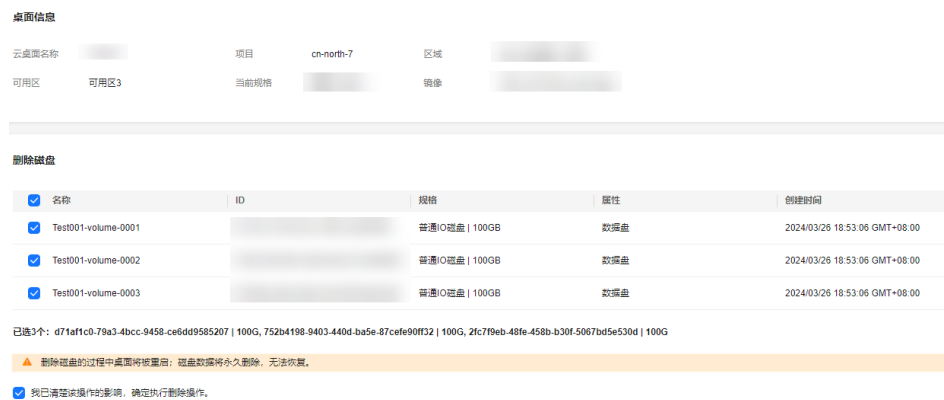 桌面信息
云桌面名称 项目 cn-north-7 区域
可用区 可用区3 当前规格 镜像
删除磁盘
名称 ID 规格 属性 创建时间
Test001-volume-0001 普通IO磁盘 | 100GB 数据盘 2024/03/26 18:53:06 GMT+08:00
Test001-volume-0002 普通IO磁盘 | 100GB 数据盘 2024/03/26 18:53:06 GMT+08:00
Test001-volume-0003 普通IO磁盘 | 100GB 数据盘 2024/03/26 18:53:06 GMT+08:00
已选3个：d71af1c0-79a3-4bcc-9458-ce6dd9585207 | 100G, 752b4198-9403-440d-ba5e-87cefe90ff32 | 100G, 2fc7f9eb-48fe-458b-b30f-5067bd5e530d | 100G
删除磁盘的过程中桌面将被重启；磁盘数据将永久删除，无法恢复。
我已清楚该操作的影响，确定执行删除操作。